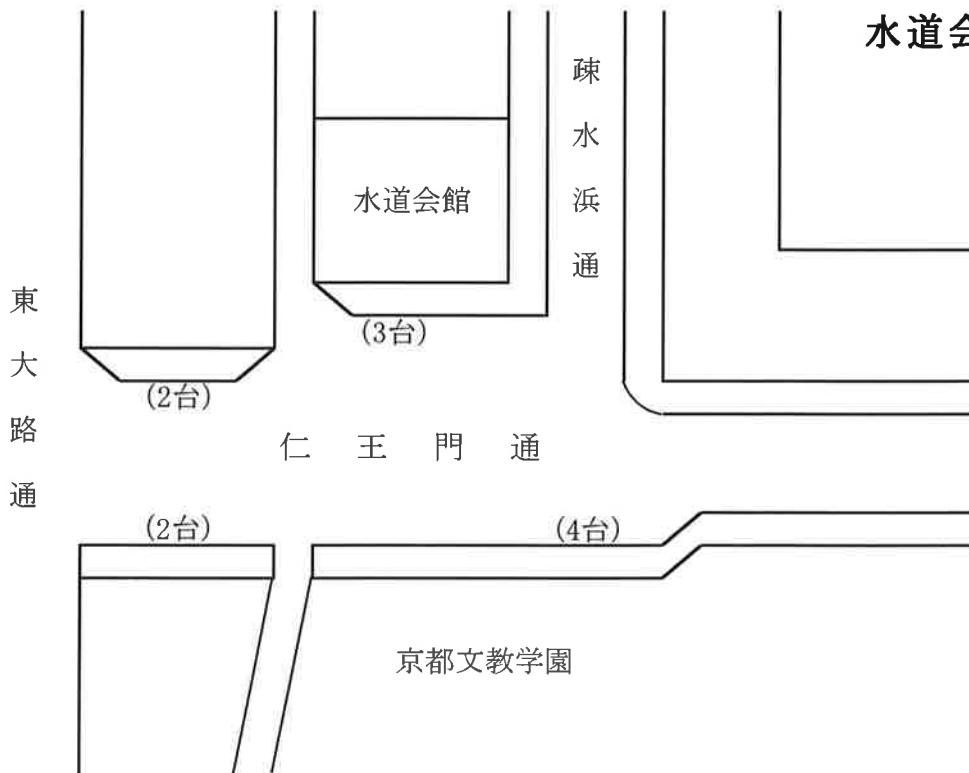 水道会
疎水浜通
水道会館
東大路通
(3台)
(2台)
仁王門通
(2台)
(4台)
京都文教学園